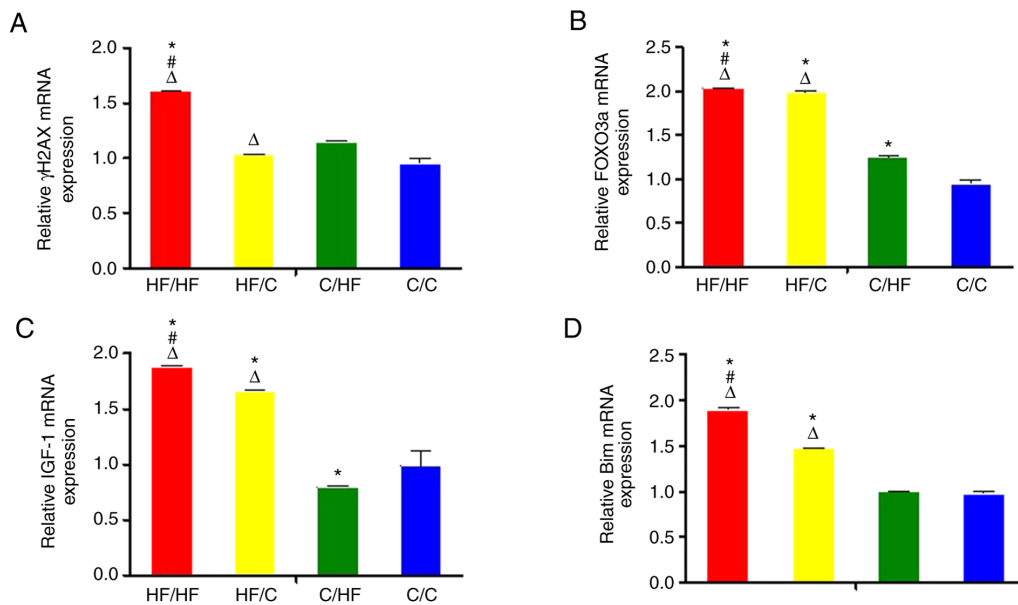 A
Relative γH2AX mRNA
expression
2.0
1.5
1.0
0.5
0.0
*
#
Δ
Δ
HF/HF HF/C C/HF C/C
B
Relative FOXO3a mRNA
expression
2.5
2.0
1.5
1.0
0.5
0.0
*
#
Δ
*
Δ
*
HF/HF HF/C C/HF C/C
C
Relative IGF-1 mRNA
expression
2.0
1.5
1.0
0.5
0.0
*
#
Δ
*
Δ
*
HF/HF HF/C C/HF C/C
D
Relative Bim mRNA
expression
2.5
2.0
1.5
1.0
0.5
0.0
*
#
Δ
*
Δ